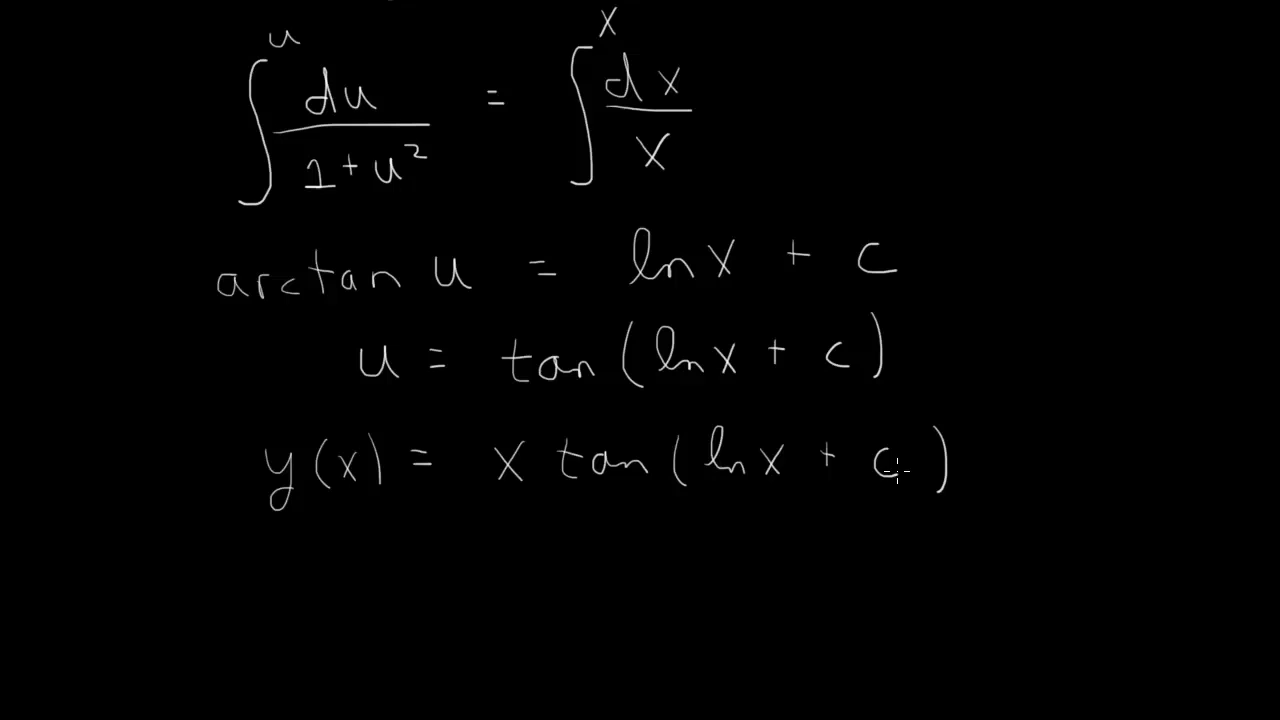 ∫^u du/(1+u²) = ∫^x dx/x
arctan u = ln x + c
u = tan(ln x + c)
y(x) = x tan(ln x + c)